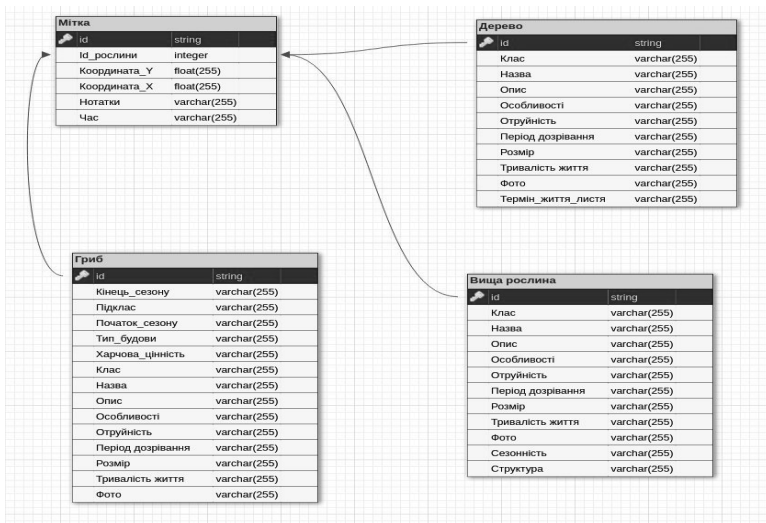 Мітка
id string
Id_рослини integer
Координата_Y float(255)
Координата_X float(255)
Нотатки varchar(255)
Час varchar(255)
Дерево
id string
Клас varchar(255)
Назва varchar(255)
Опис varchar(255)
Особливості varchar(255)
Отруйність varchar(255)
Період дозрівання varchar(255)
Розмір varchar(255)
Тривалість життя varchar(255)
Фото varchar(255)
Термін_життя_листя varchar(255)
Гриб
id string
Кінець_сезону varchar(255)
Підклас varchar(255)
Початок_сезону varchar(255)
Тип_будови varchar(255)
Харчова_цінність varchar(255)
Клас varchar(255)
Назва varchar(255)
Опис varchar(255)
Особливості varchar(255)
Отруйність varchar(255)
Період дозрівання varchar(255)
Розмір varchar(255)
Тривалість життя varchar(255)
Фото varchar(255)
Вища рослина
id string
Клас varchar(255)
Назва varchar(255)
Опис varchar(255)
Особливості varchar(255)
Отруйність varchar(255)
Період дозрівання varchar(255)
Розмір varchar(255)
Тривалість життя varchar(255)
Фото varchar(255)
Сезонність varchar(255)
Структура varchar(255)